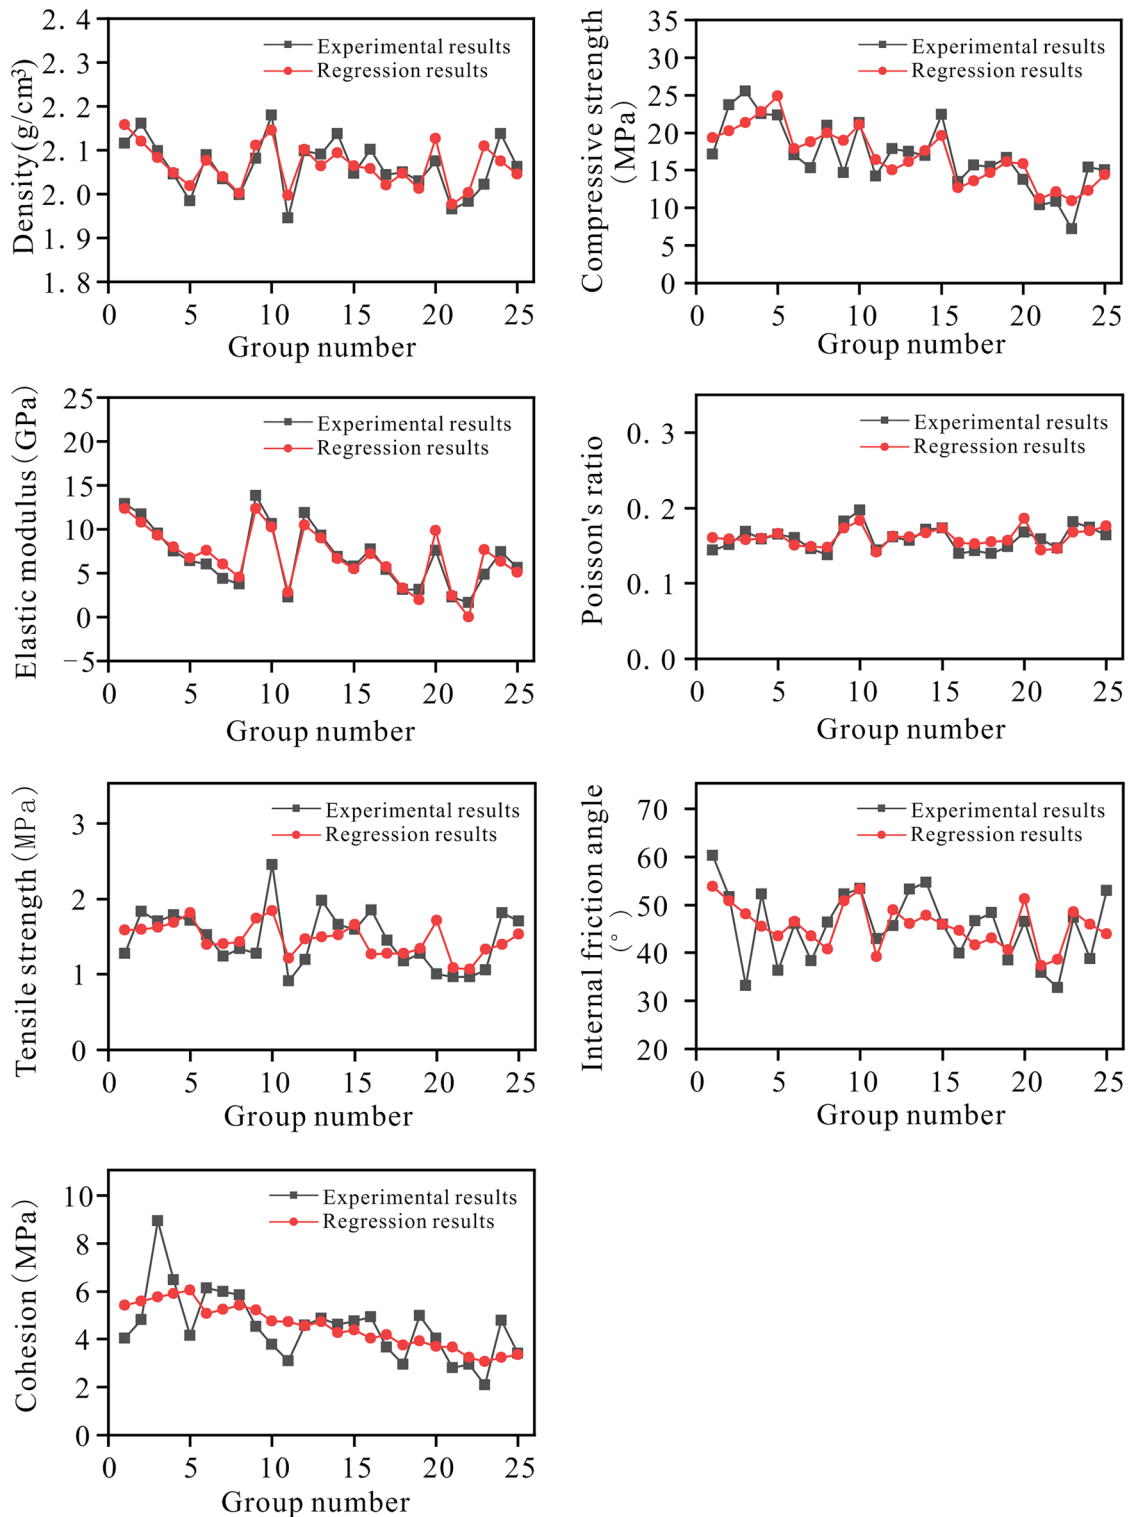 Density(g/cm³)
2.4
2.3
2.2
2.1
2.0
1.9
1.8
Experimental results
Regression results
0 5 10 15 20 25
Group number
Compressive strength
(MPa)
35
30
25
20
15
10
5
0
Experimental results
Regression results
0 5 10 15 20 25
Group number
Elastic modulus (GPa)
25
20
15
10
5
0
−5
Experimental results
Regression results
0 5 10 15 20 25
Group number
Poisson's ratio
0.3
0.2
0.1
0.0
Experimental results
Regression results
0 5 10 15 20 25
Group number
Tensile strength (MPa)
3
2
1
0
Experimental results
Regression results
0 5 10 15 20 25
Group number
Internal friction angle
(°)
70
60
50
40
30
20
Experimental results
Regression results
0 5 10 15 20 25
Group number
Cohesion (MPa)
10
8
6
4
2
0
Experimental results
Regression results
0 5 10 15 20 25
Group number